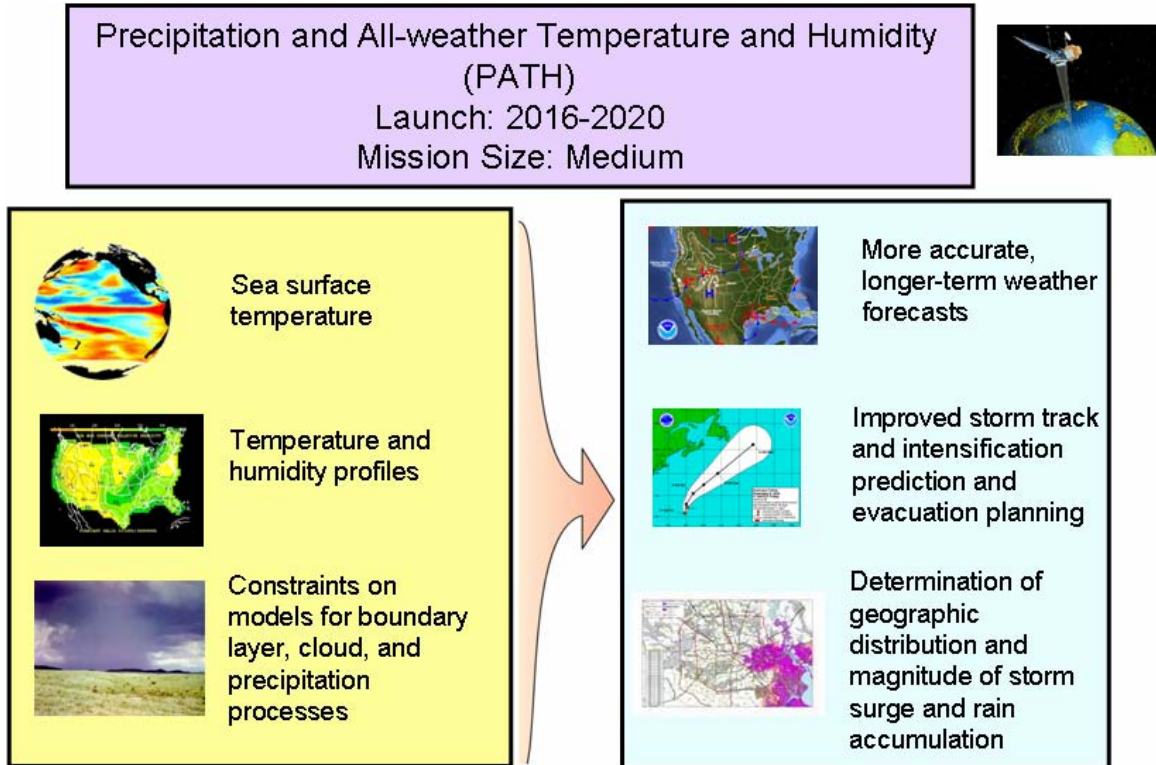 Precipitation and All-weather Temperature and Humidity
(PATH)
Launch: 2016-2020
Mission Size: Medium
Sea surface
temperature
Temperature and
humidity profiles
Constraints on
models for boundary
layer, cloud, and
precipitation
processes
More accurate,
longer-term weather
forecasts
H
Improved storm track
and intensification
prediction and
evacuation planning
Determination of
geographic
distribution and
magnitude of storm
surge and rain
accumulation